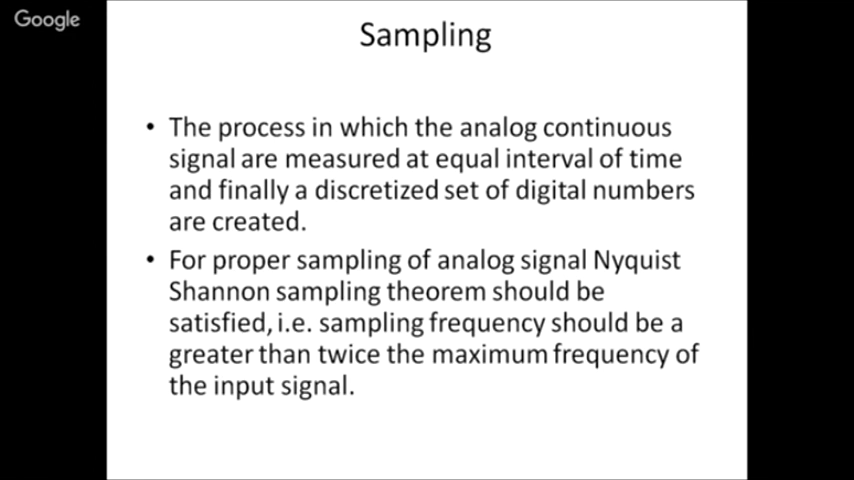 Google
Sampling
• The process in which the analog continuous
signal are measured at equal interval of time
and finally a discretized set of digital numbers
are created.
• For proper sampling of analog signal Nyquist
Shannon sampling theorem should be
satisfied, i.e. sampling frequency should be a
greater than twice the maximum frequency of
the input signal.